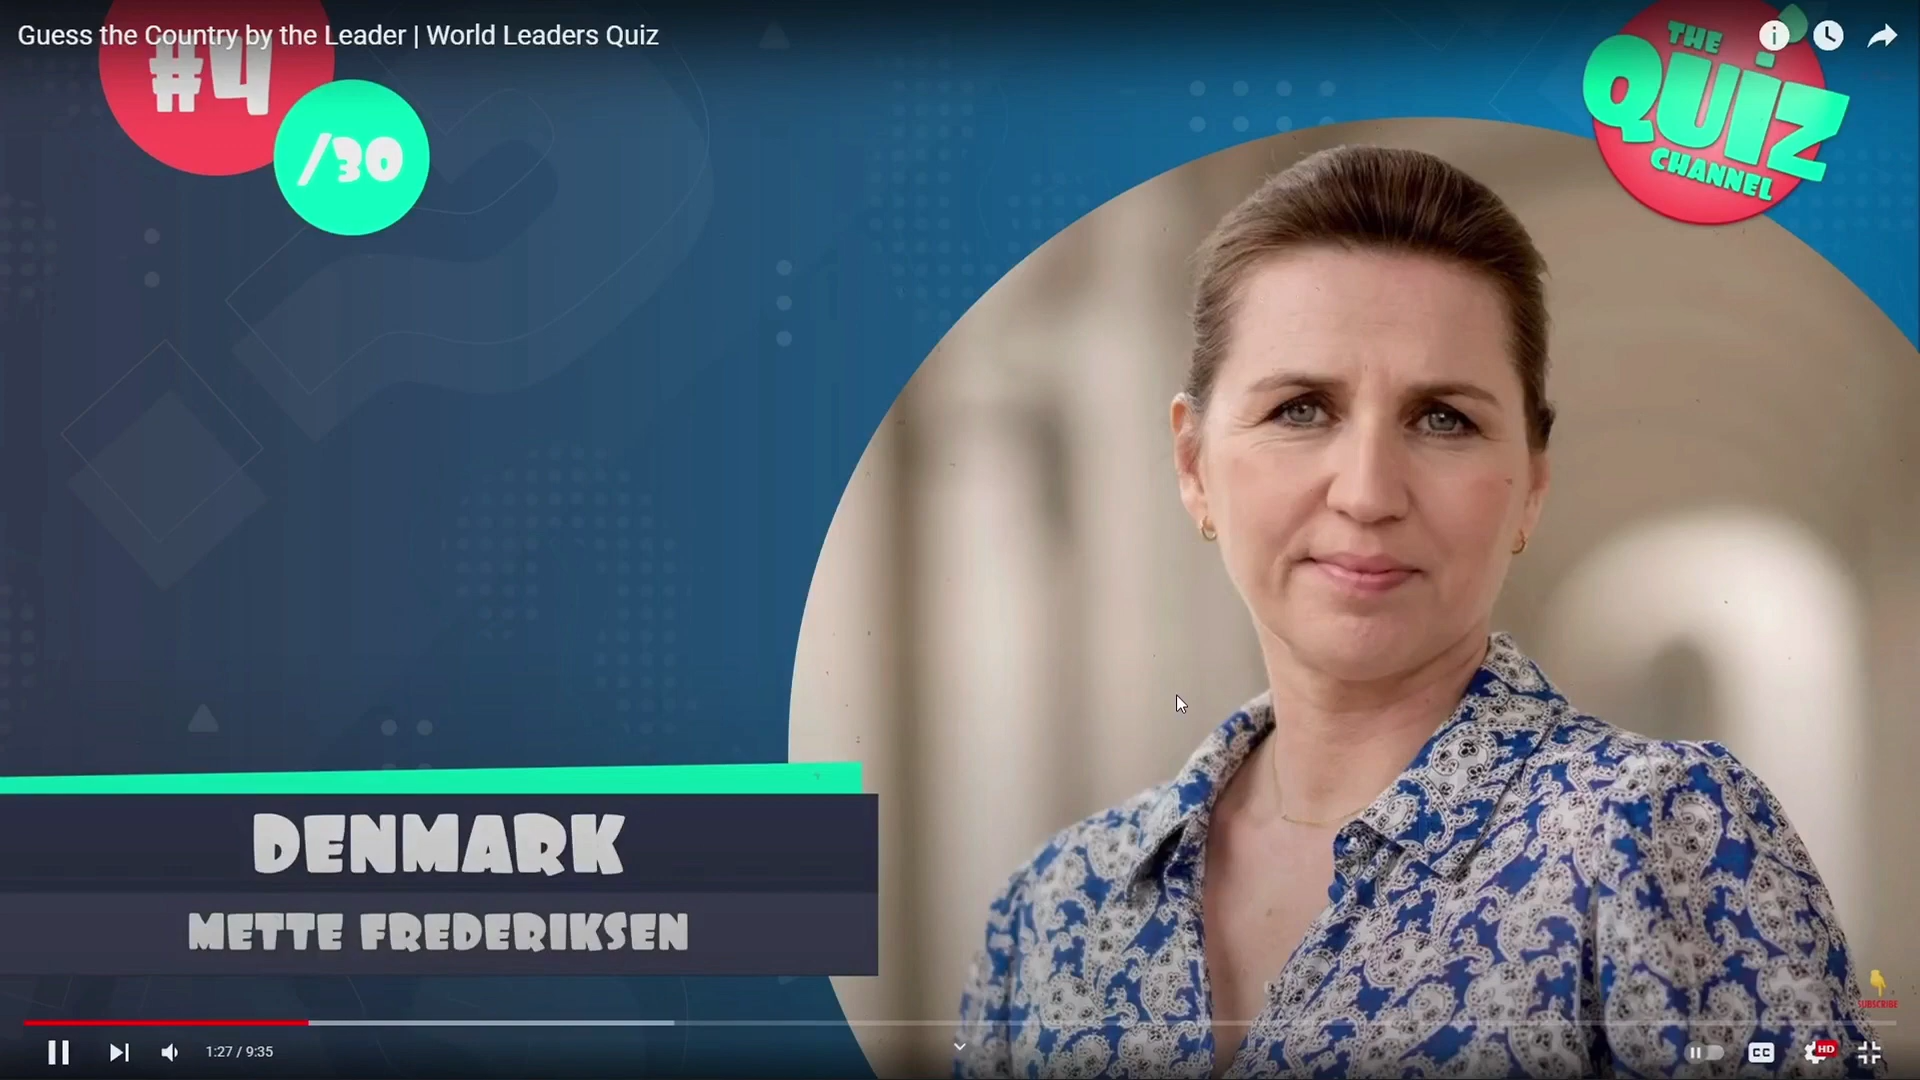 Guess the Country by the Leader | World Leaders Quiz
#4
/30
THE
QUIZ
CHANNEL
DENMARK
METTE FREDERIKSEN
SUBSCRIBE
1:27 / 9:35
CC
HD